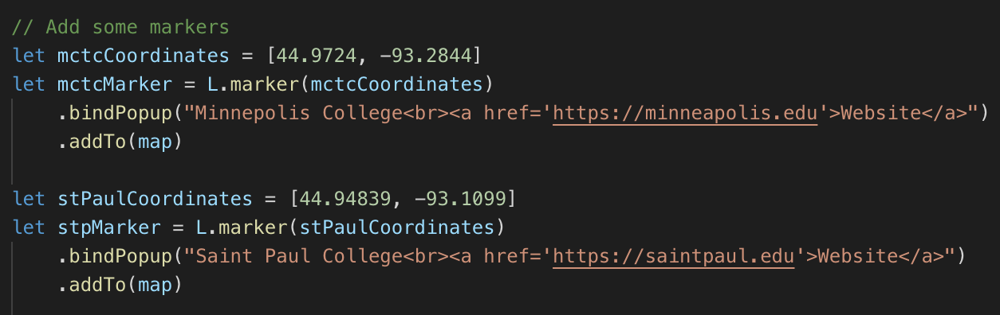 // Add some markers
let mctcCoordinates = [44.9724, -93.2844]
let mctcMarker = L.marker(mctcCoordinates)
.bindPopup("Minnepolis College<br><a href='https://minneapolis.edu'>Website</a>")
.addTo(map)
let stPaulCoordinates = [44.94839, -93.1099]
let stpMarker = L.marker(stPaulCoordinates)
.bindPopup("Saint Paul College<br><a href='https://saintpaul.edu'>Website</a>")
.addTo(map)